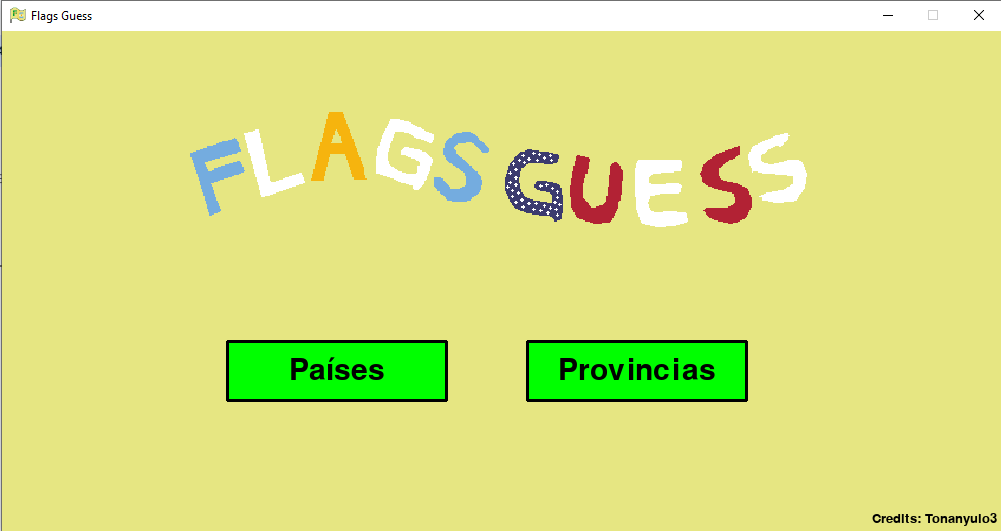 Flags Guess
FLAGS GUESS
Países
Provincias
Credits: Tonanyulo3